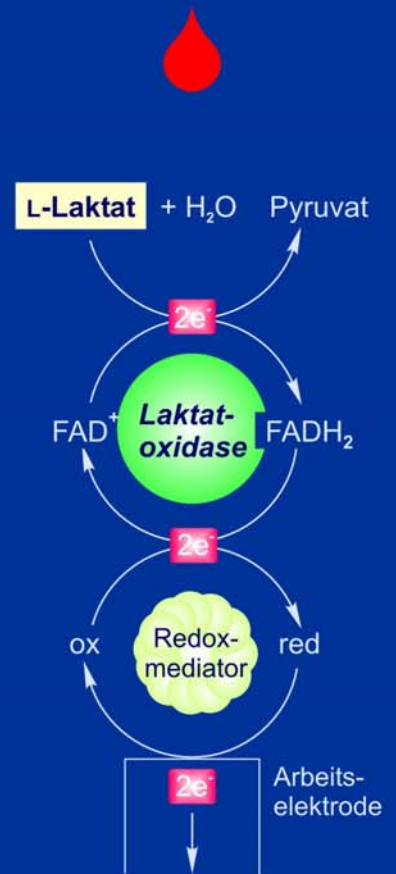 L-Laktat + H₂O Pyruvat
2e⁻
FAD⁺ Laktat-oxidase FADH₂
2e⁻
ox Redox-mediator red
2e⁻ Arbeits-elektrode